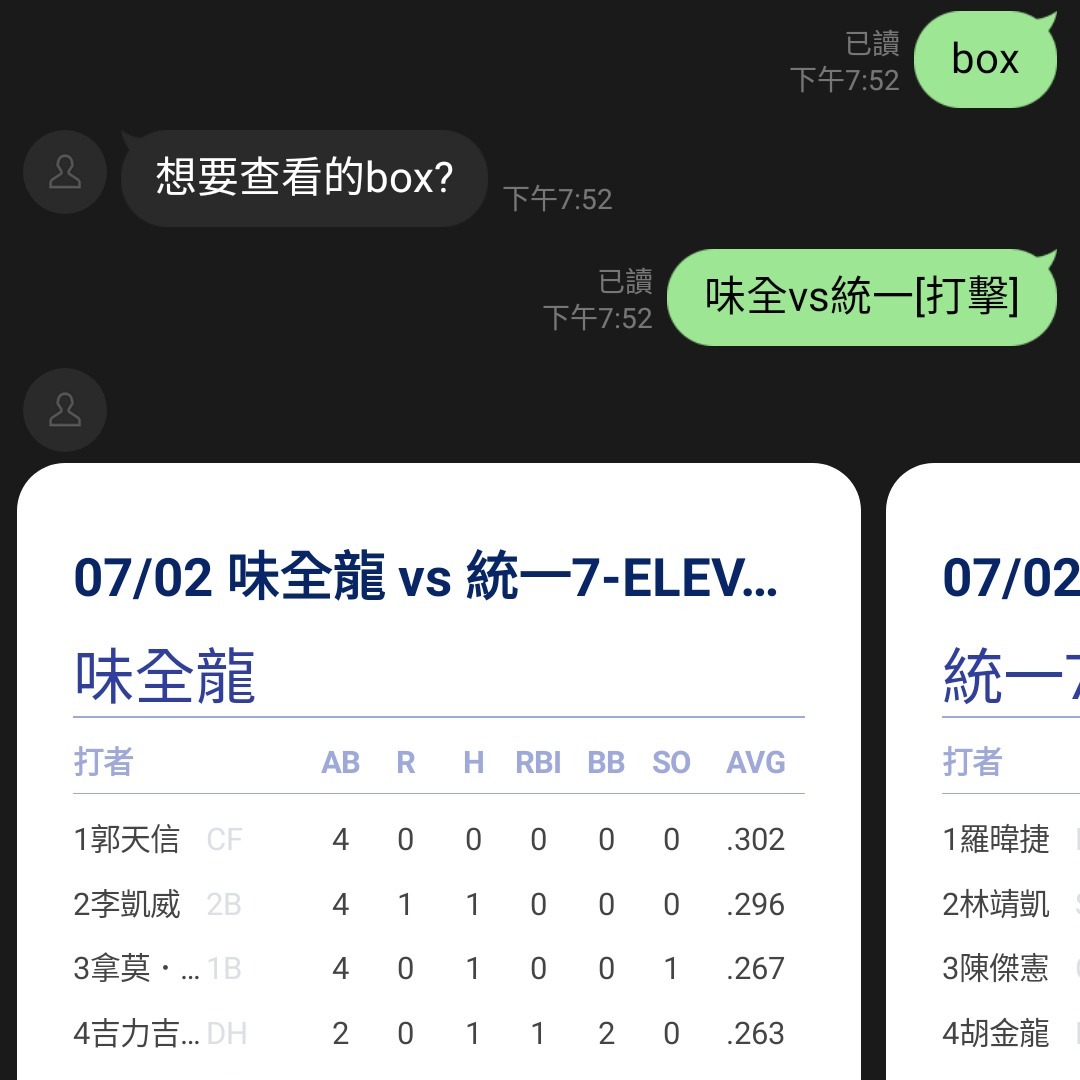 已讀
下午7:52
box
想要查看的box?
下午7:52
已讀
下午7:52
味全vs統一[打擊]
07/02 味全龍 vs 統一7-ELEV...
味全龍
打者 AB R H RBI BB SO AVG
1郭天信 CF 4 0 0 0 0 0 .302
2李凱威 2B 4 1 1 0 0 0 .296
3拿莫・... 1B 4 0 1 0 0 1 .267
4吉力吉... DH 2 0 1 1 2 0 .263
07/02
統一7
打者
1羅暐捷
2林靖凱
3陳傑憲
4胡金龍